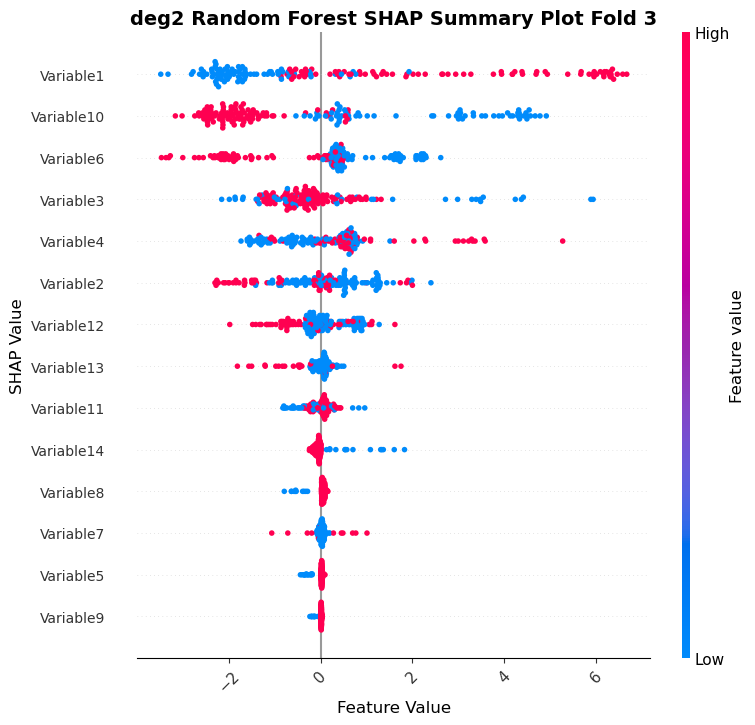 deg2 Random Forest SHAP Summary Plot Fold 3
High
Variable1
Variable10
Variable6
Variable3
Variable4
Variable2
Variable12
Variable13
Variable11
Variable14
Variable8
Variable7
Variable5
Variable9
SHAP Value
Feature value
Low
−2
0
2
4
6
Feature Value